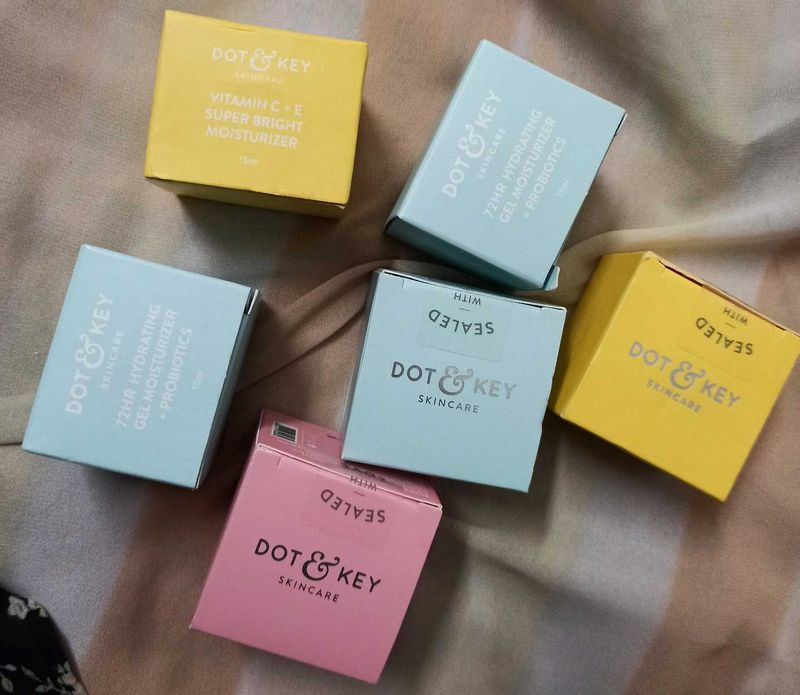 DOT & KEY
SKINCARE
VITAMIN C + E
SUPER BRIGHT
MOISTURIZER
15ml
DOT & KEY
SKINCARE
72HR HYDRATING
GEL MOISTURIZER
+ PROBIOTICS
15ml
DOT & KEY
SKINCARE
72HR HYDRATING
GEL MOISTURIZER
+ PROBIOTICS
15ml
SEALED
WITH
DOT & KEY
SKINCARE
SEALED
WITH
DOT & KEY
SKINCARE
SEALED
WITH
DOT & KEY
SKINCARE